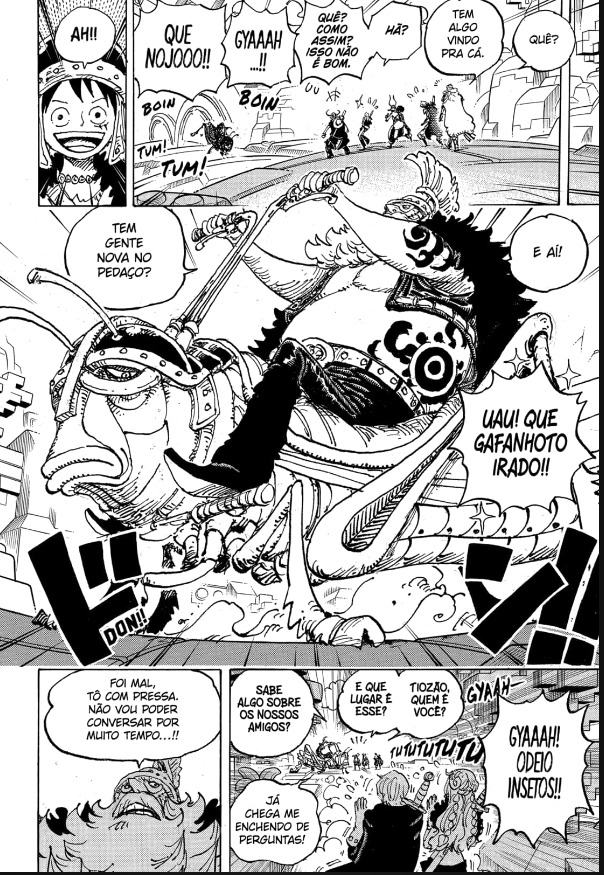 QUÊ?
TEM
ALGO
VINDO
PRA CÁ.
HÃ?
QUÊ?
COMO
ASSIM?
ISSO NÃO
É BOM.
GYAAAH
...!!
QUE
NOJOOO!!
BOIN
BOIN
TUM!
TUM!
AH!!
E AÍ!
TEM
GENTE
NOVA NO
PEDAÇO?
UAU! QUE
GAFANHOTO
IRADO!!
ドン!!
DON!!
GYAAH
GYAAAH!
ODEIO
INSETOS!!
TIOZÃO,
QUEM É
VOCÊ?
E QUE
LUGAR É
ESSE?
SABE
ALGO SOBRE
OS NOSSOS
AMIGOS?
TUTUTUTUTU
JÁ
CHEGA ME
ENCHENDO DE
PERGUNTAS!
FOI MAL,
TÔ COM PRESSA.
NÃO VOU PODER
CONVERSAR POR
MUITO TEMPO...!!